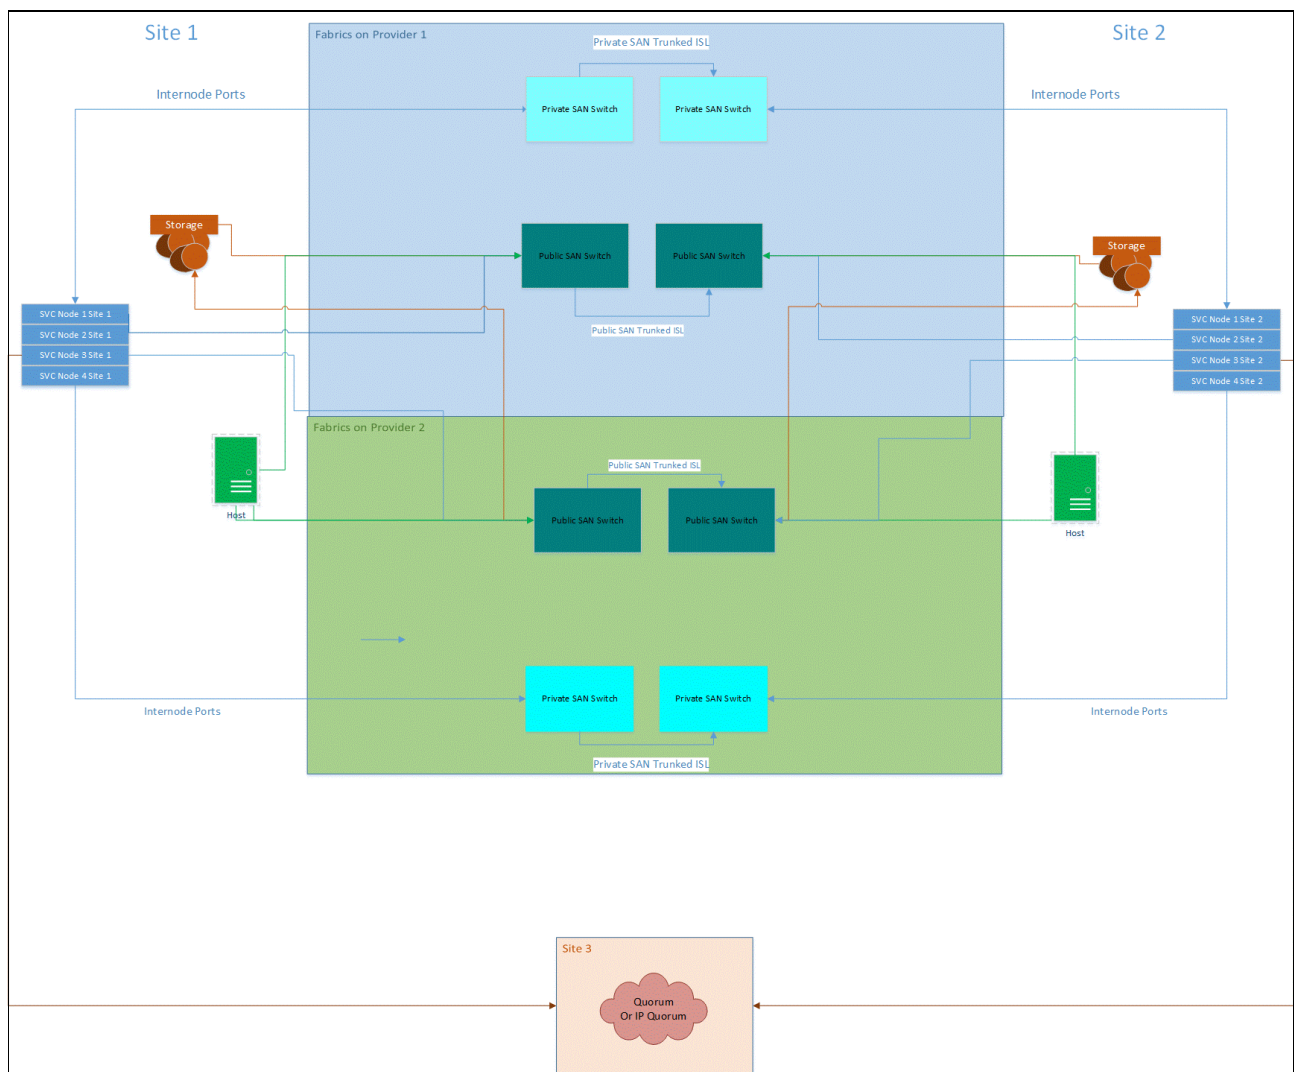 Site 1
Fabrics on Provider 1
Private SAN Trunked ISL
Site 2
Internode Ports
Private SAN Switch
Private SAN Switch
Internode Ports
Storage
Public SAN Switch
Public SAN Switch
Storage
SVC Node 1 Site 1
SVC Node 2 Site 1
SVC Node 3 Site 1
SVC Node 4 Site 1
Public SAN Trunked ISL
SVC Node 1 Site 2
SVC Node 2 Site 2
SVC Node 3 Site 2
SVC Node 4 Site 2
Fabrics on Provider 2
Public SAN Trunked ISL
Host
Public SAN Switch
Public SAN Switch
Host
Internode Ports
Private SAN Switch
Private SAN Switch
Internode Ports
Private SAN Trunked ISL
Site 3
Quorum
Or IP Quorum